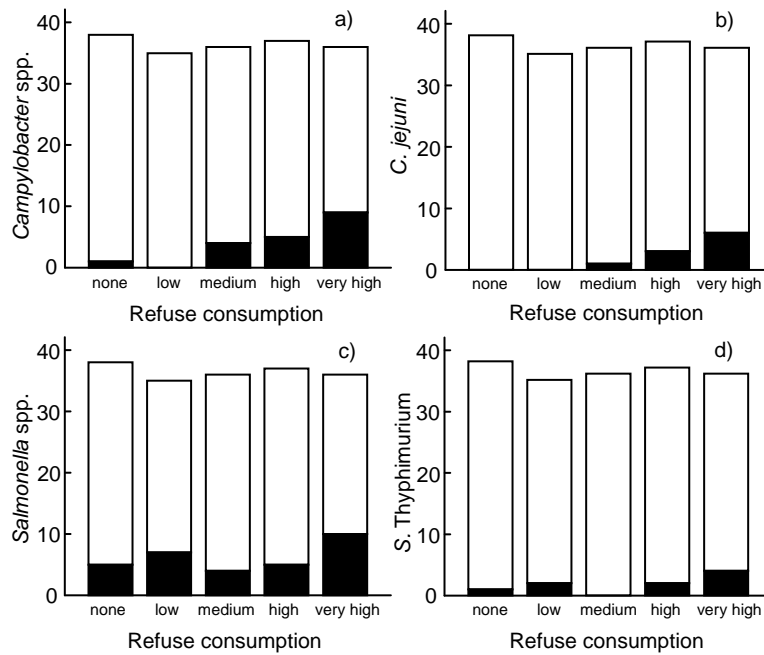 a)
Campylobacter spp.
40
30
20
10
0
none low medium high very high
Refuse consumption
b)
C. jejuni
40
30
20
10
0
none low medium high very high
Refuse consumption
c)
Salmonella spp.
40
30
20
10
0
none low medium high very high
Refuse consumption
d)
S. Thyphimurium
40
30
20
10
0
none low medium high very high
Refuse consumption